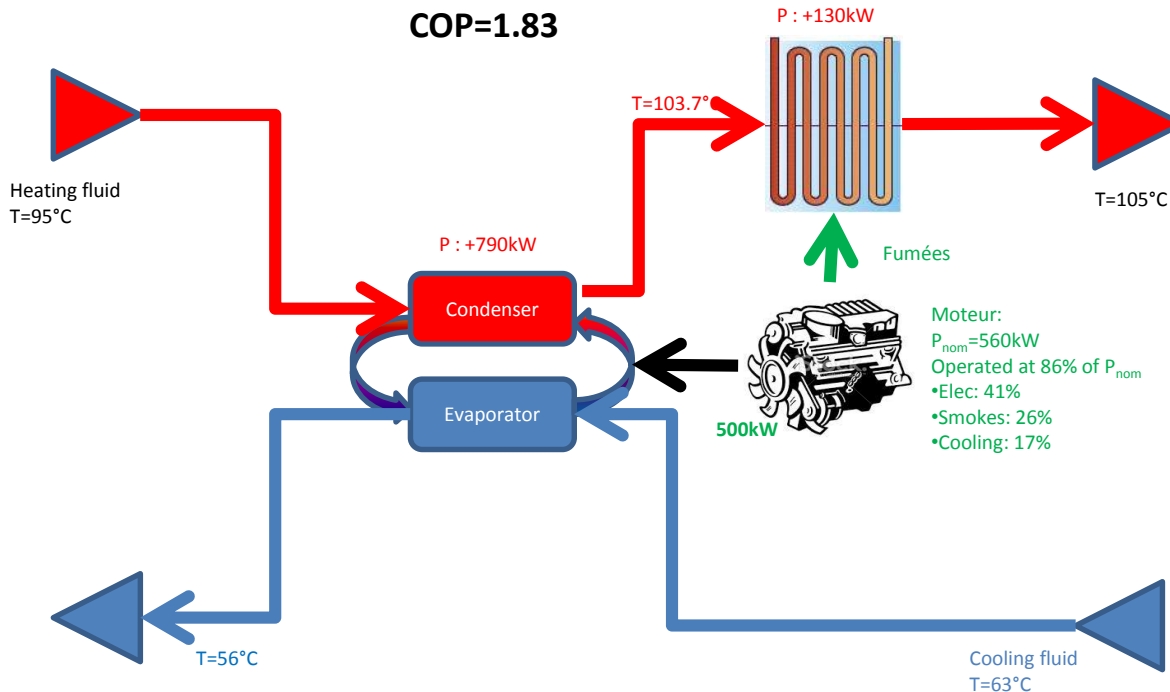 COP=1.83
P : +130kW
T=103.7°
Heating fluid
T=95°C
T=105°C
P : +790kW
Condenser
Fumées
Moteur:
Pnom=560kW
Operated at 86% of Pnom
•Elec: 41%
•Smokes: 26%
•Cooling: 17%
Evaporator
500kW
T=56°C
Cooling fluid
T=63°C